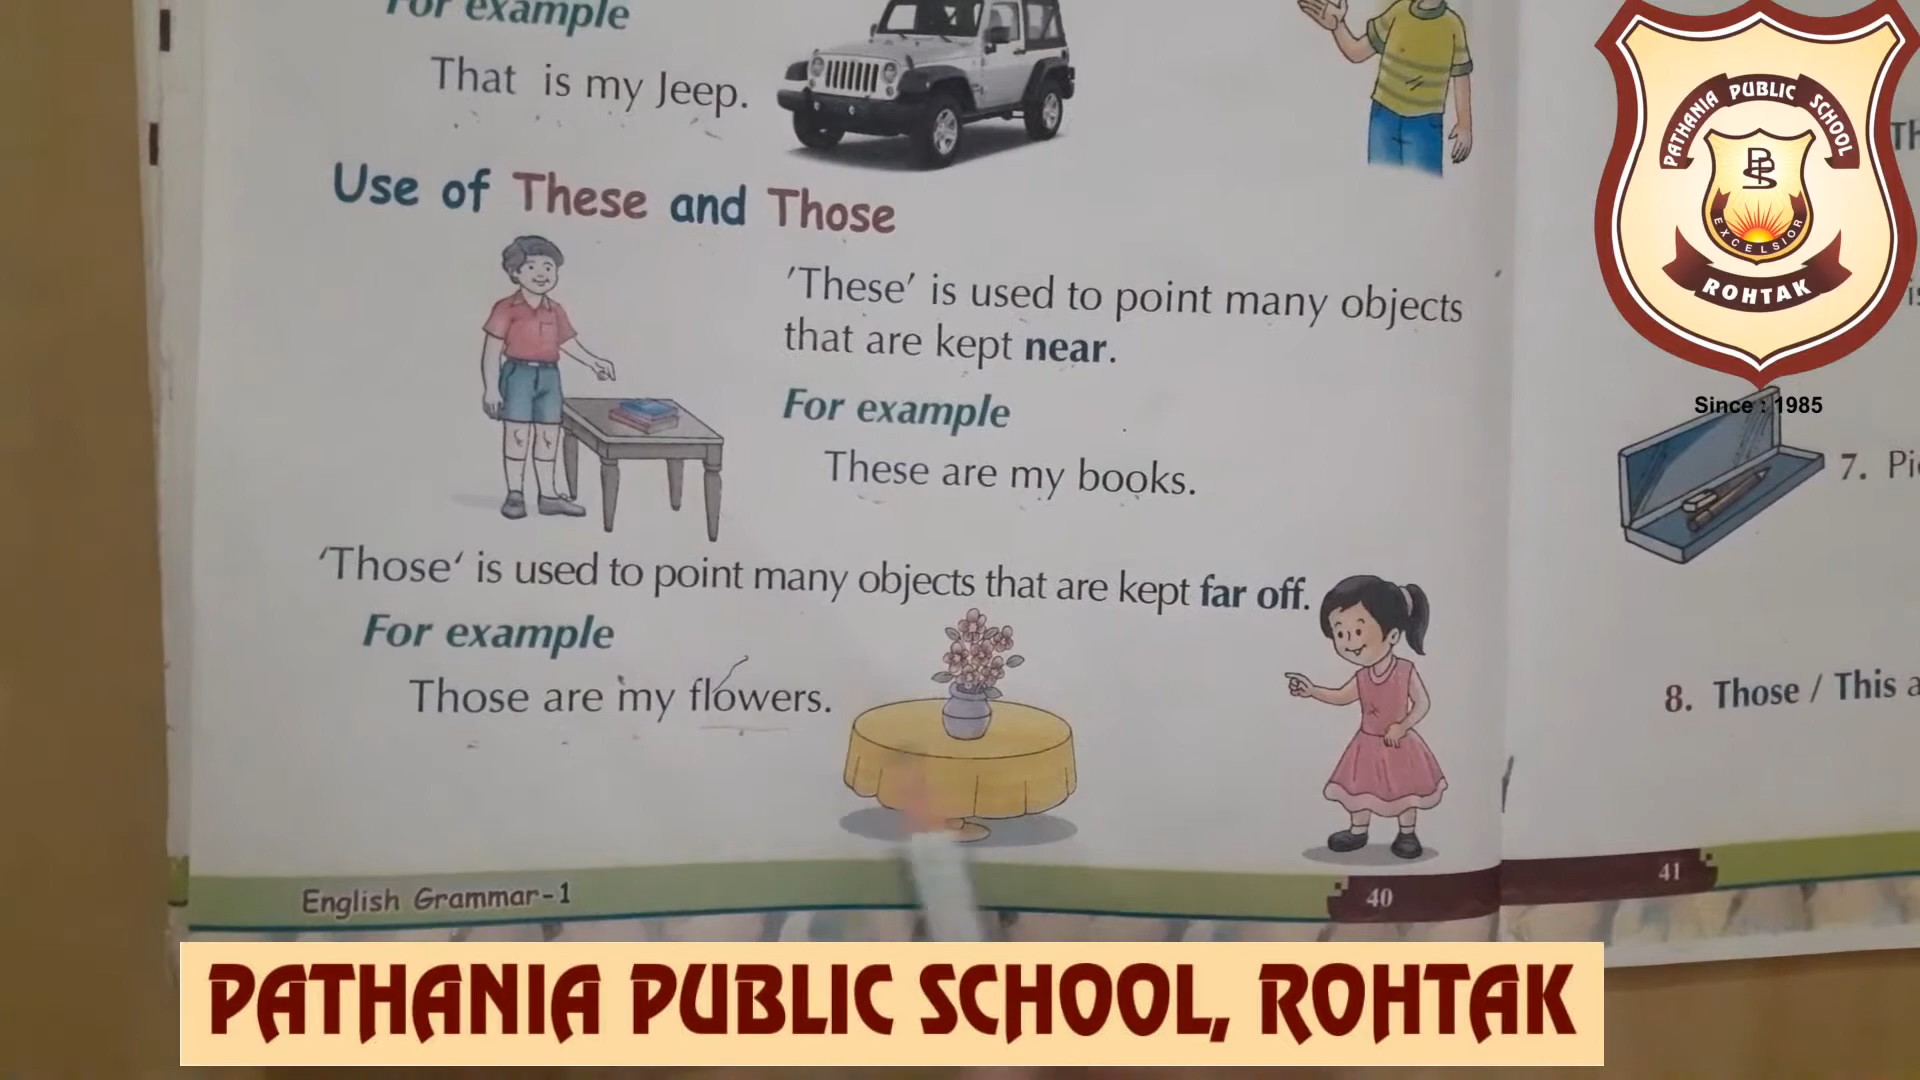 For example
That is my Jeep.
Use of These and Those
'These' is used to point many objects
that are kept near.
For example
These are my books.
'Those' is used to point many objects that are kept far off.
For example
Those are my flowers.
English Grammar-1
40
7.
8. Those / This
41
PATHANIA PUBLIC SCHOOL
PPS
EXCELSIOR
ROHTAK
Since : 1985
PATHANIA PUBLIC SCHOOL, ROHTAK